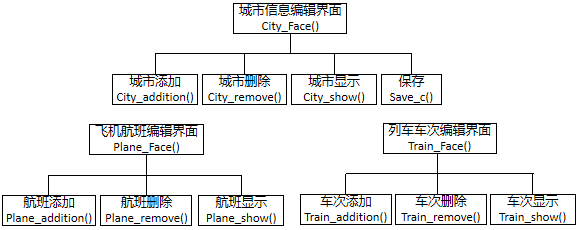 城市信息编辑界面
City_Face()
城市添加
City_addition()
城市删除
City_remove()
城市显示
City_show()
保存
Save_c()
飞机航班编辑界面
Plane_Face()
列车车次编辑界面
Train_Face()
航班添加
Plane_addition()
航班删除
Plane_remove()
航班显示
Plane_show()
车次添加
Train_addition()
车次删除
Train_remove()
车次显示
Train_show()